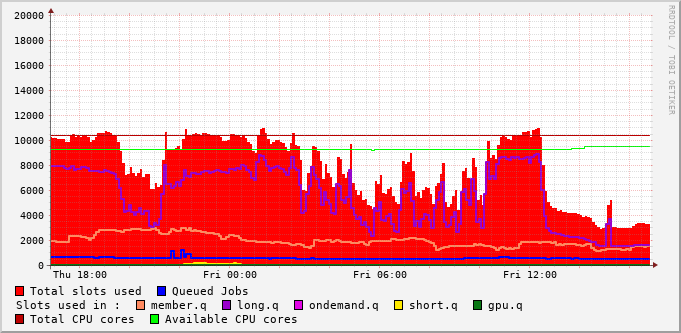 20000
18000
16000
14000
12000
10000
8000
6000
4000
2000
0
Thu 18:00 Fri 00:00 Fri 06:00 Fri 12:00
RRDTOOL / TOBI OETIKER
Total slots used Queued Jobs
Slots used in : member.q long.q ondemand.q short.q gpu.q
Total CPU cores Available CPU cores